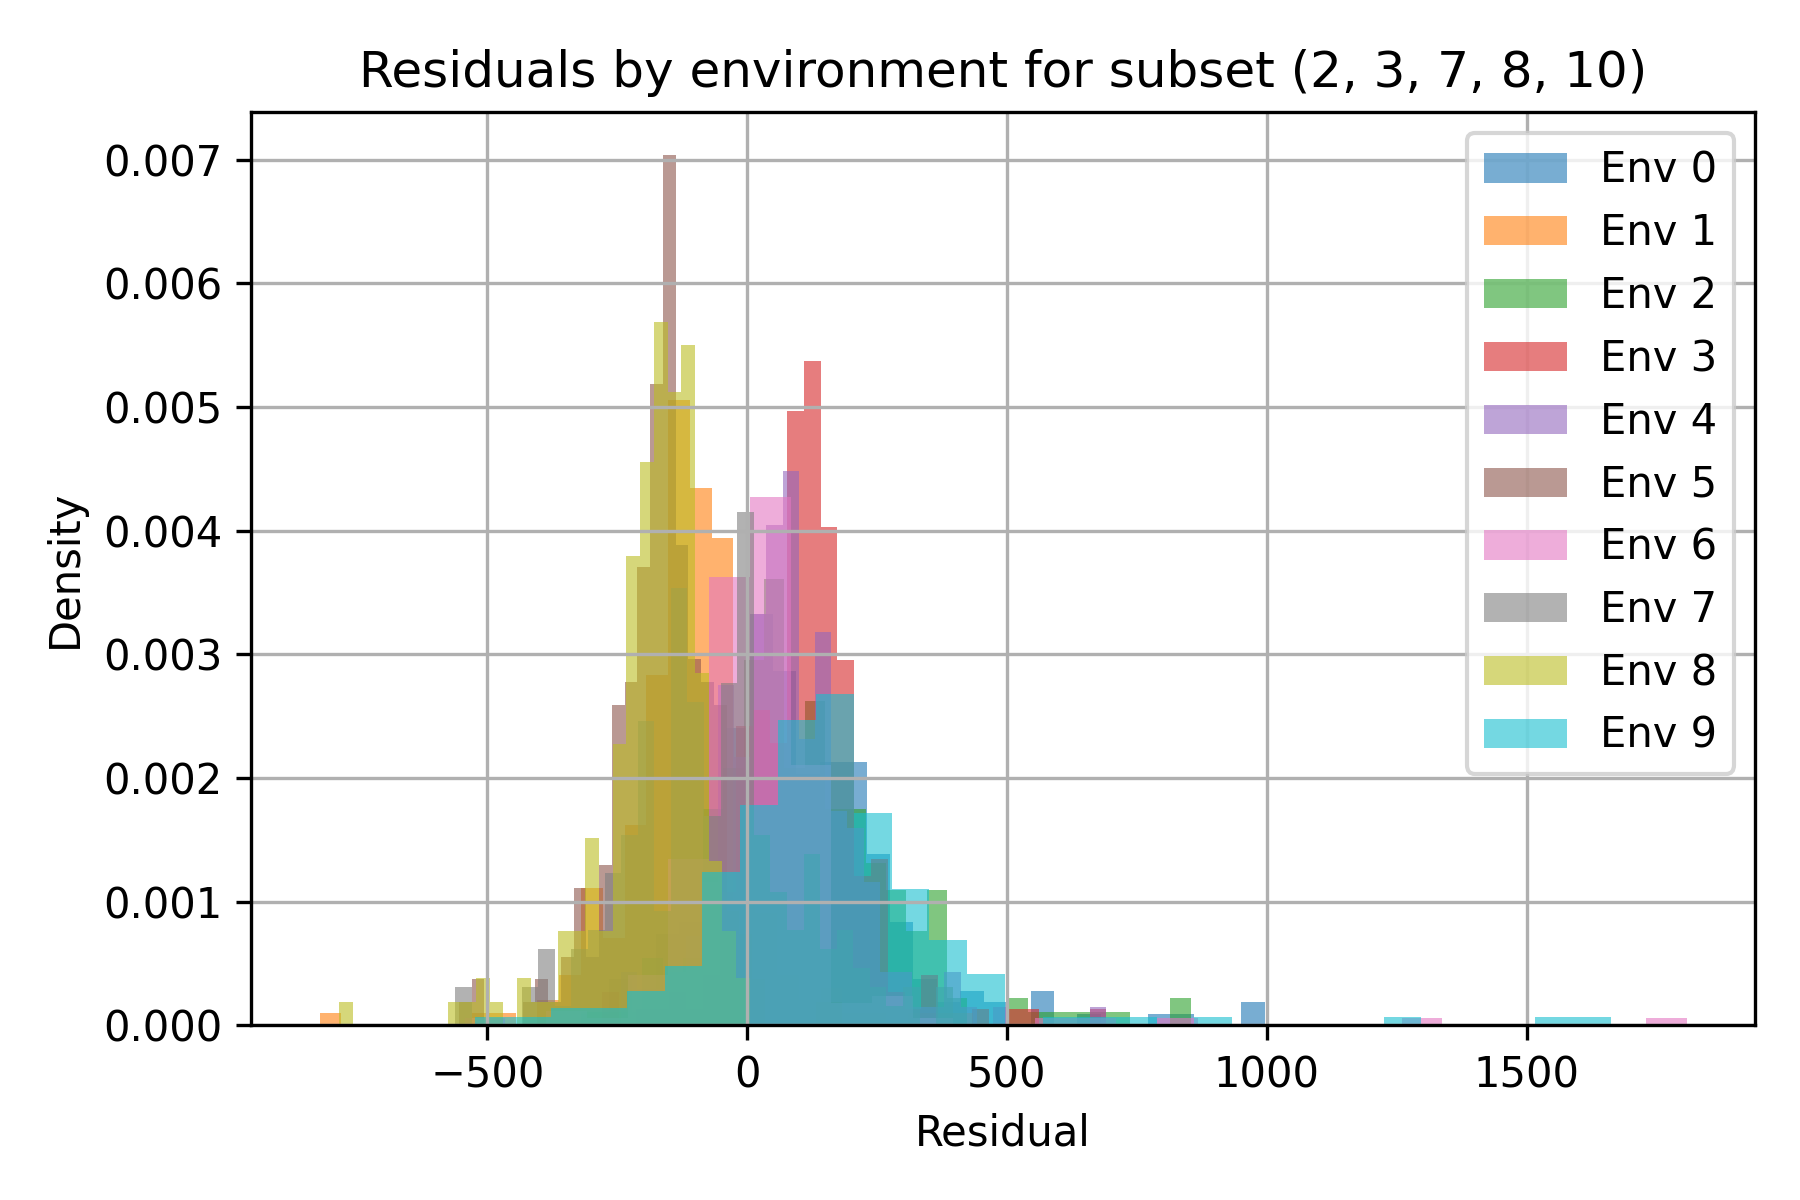 Residuals by environment for subset (2, 3, 7, 8, 10)
Density
0.007
0.006
0.005
0.004
0.003
0.002
0.001
0.000
−500
0
500
1000
1500
Residual
Env 0
Env 1
Env 2
Env 3
Env 4
Env 5
Env 6
Env 7
Env 8
Env 9